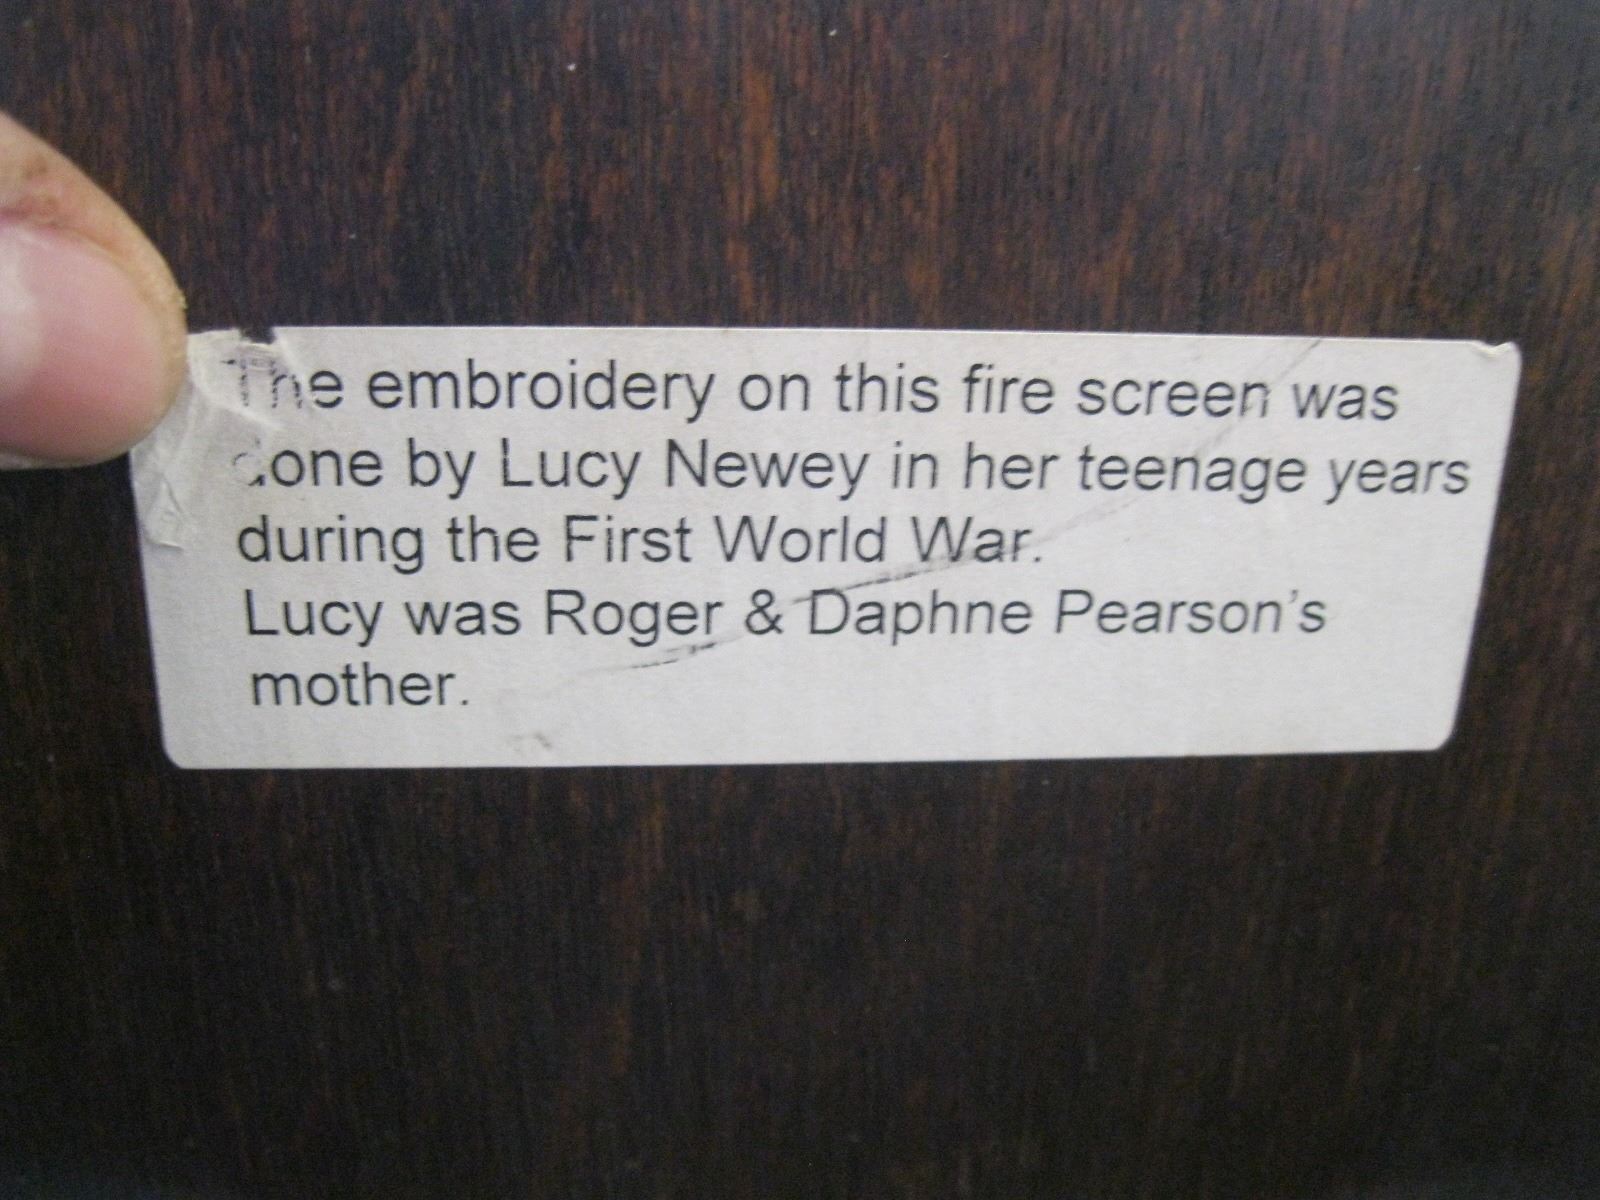 The embroidery on this fire screen was
done by Lucy Newey in her teenage years
during the First World War.
Lucy was Roger & Daphne Pearson's
mother.